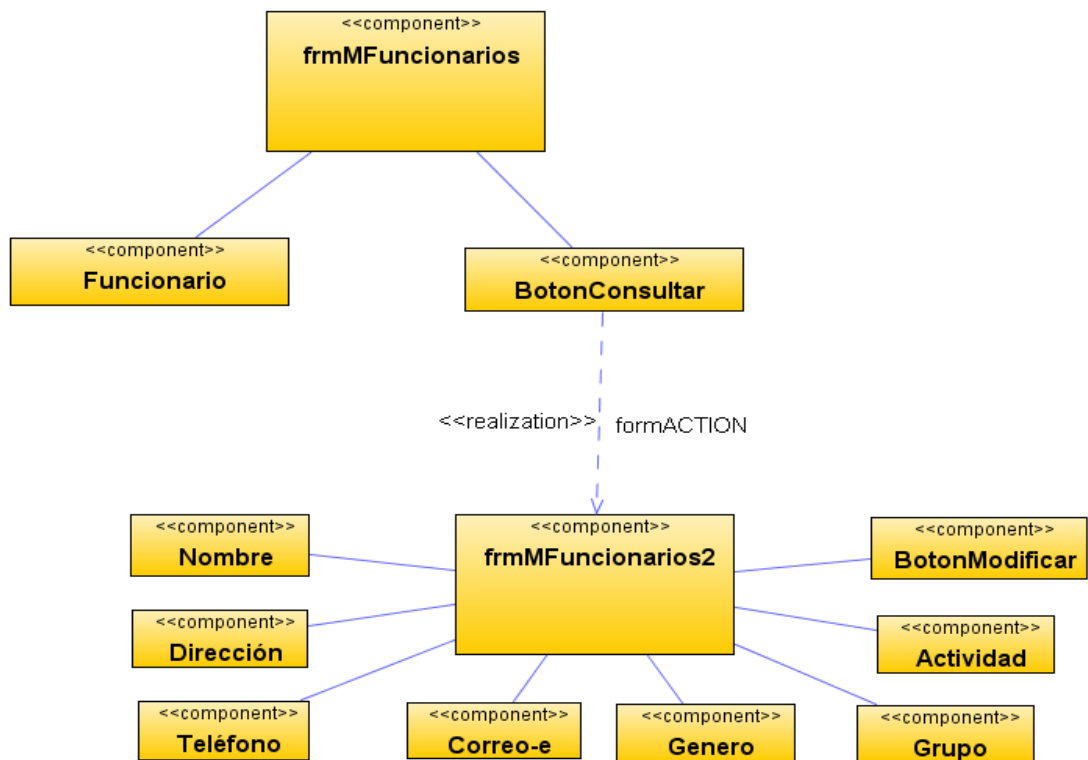 <<component>>
frmMFuncionarios
<<component>>
Funcionario
<<component>>
BotonConsultar
<<realization>>
formACTION
<<component>>
Nombre
<<component>>
frmMFuncionarios2
<<component>>
BotonModificar
<<component>>
Dirección
<<component>>
Actividad
<<component>>
Teléfono
<<component>>
Correo-e
<<component>>
Genero
<<component>>
Grupo